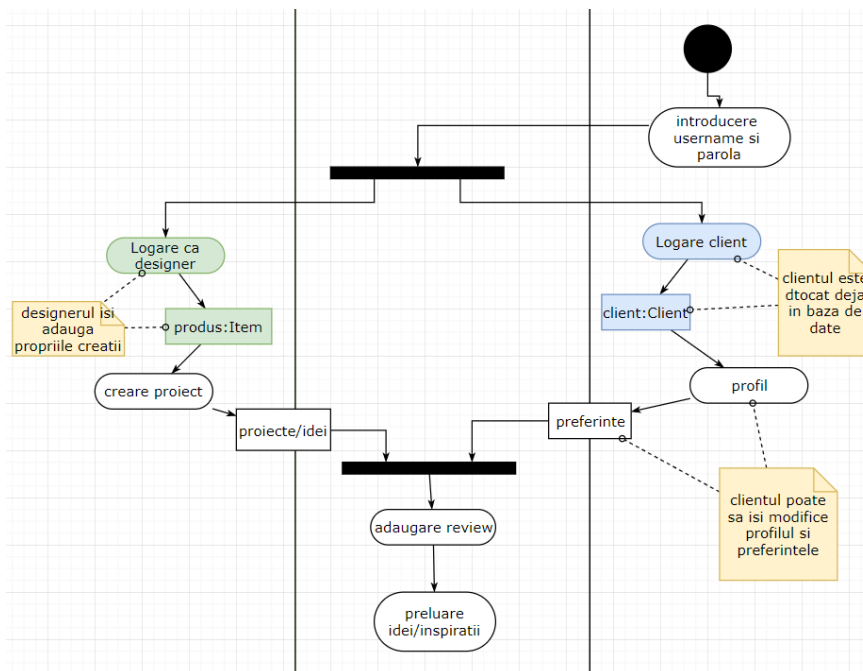 introducere
username si
parola
Logare ca
designer
Logare client
designerul isi
adauga
propriile creatii
produs:Item
client:Client
clientul este
dtocat deja
in baza de
date
creare proiect
profil
proiecte/idei
preferinte
adaugare review
clientul poate
sa isi modifice
profilul si
preferintele
preluare
idei/inspiratii